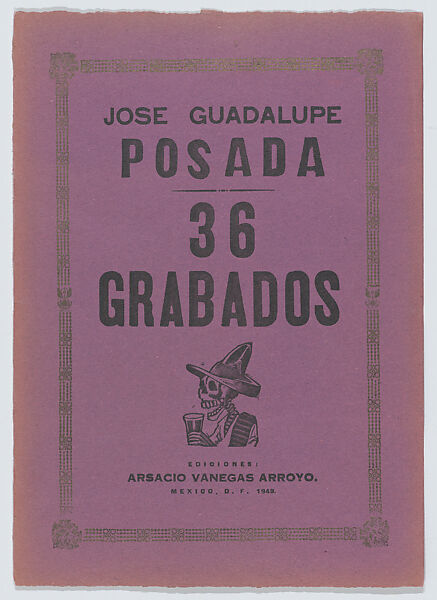 JOSE GUADALUPE
POSADA
36
GRABADOS
EDICIONES:
ARSACIO VANEGAS ARROYO.
MEXICO, D. F. 1943.